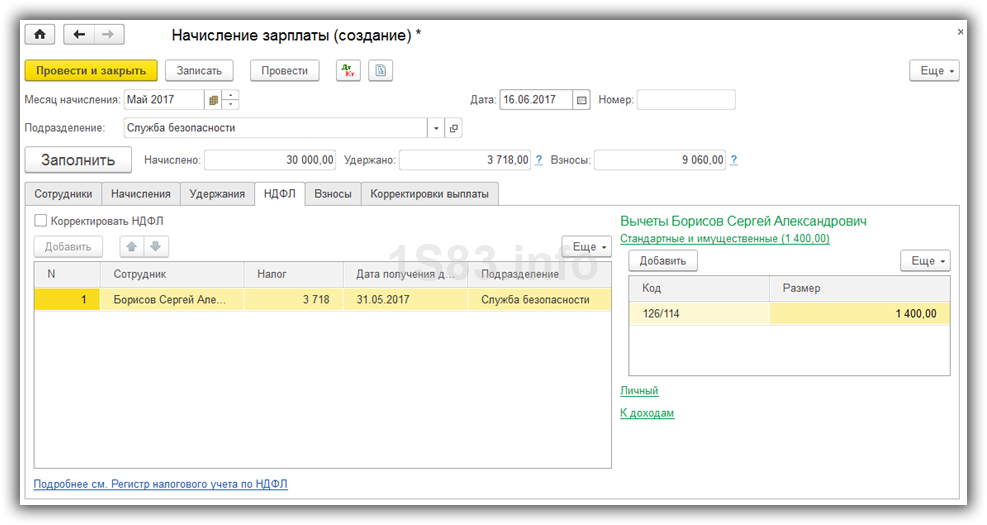 Начисление зарплаты (создание) *
Провести и закрыть Записать Провести Дт Кт Еще
Месяц начисления: Май 2017 Дата: 16.06.2017 Номер:
Подразделение: Служба безопасности
Заполнить Начислено: 30 000,00 Удержано: 3 718,00 ? Взносы: 9 060,00 ?
Сотрудники Начисления Удержания НДФЛ Взносы Корректировки выплаты
Корректировать НДФЛ
Добавить Еще
N Сотрудник Налог Дата получения д... Подразделение
1 Борисов Сергей Але... 3 718 31.05.2017 Служба безопасности
Вычеты Борисов Сергей Александрович
Стандартные и имущественные (1 400,00)
Добавить Еще
Код Размер
126/114 1 400,00
Личный
К доходам
Подробнее см. Регистр налогового учета по НДФЛ
1S83.info